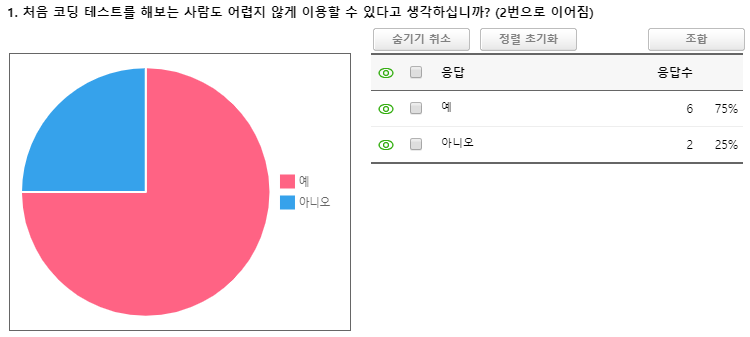 1. 처음 코딩 테스트를 해보는 사람도 어렵지 않게 이용할 수 있다고 생각하십니까? (2번으로 이어짐)
숨기기 취소 정렬 초기화 조합
응답 응답수
예 6 75%
아니오 2 25%
예
아니오